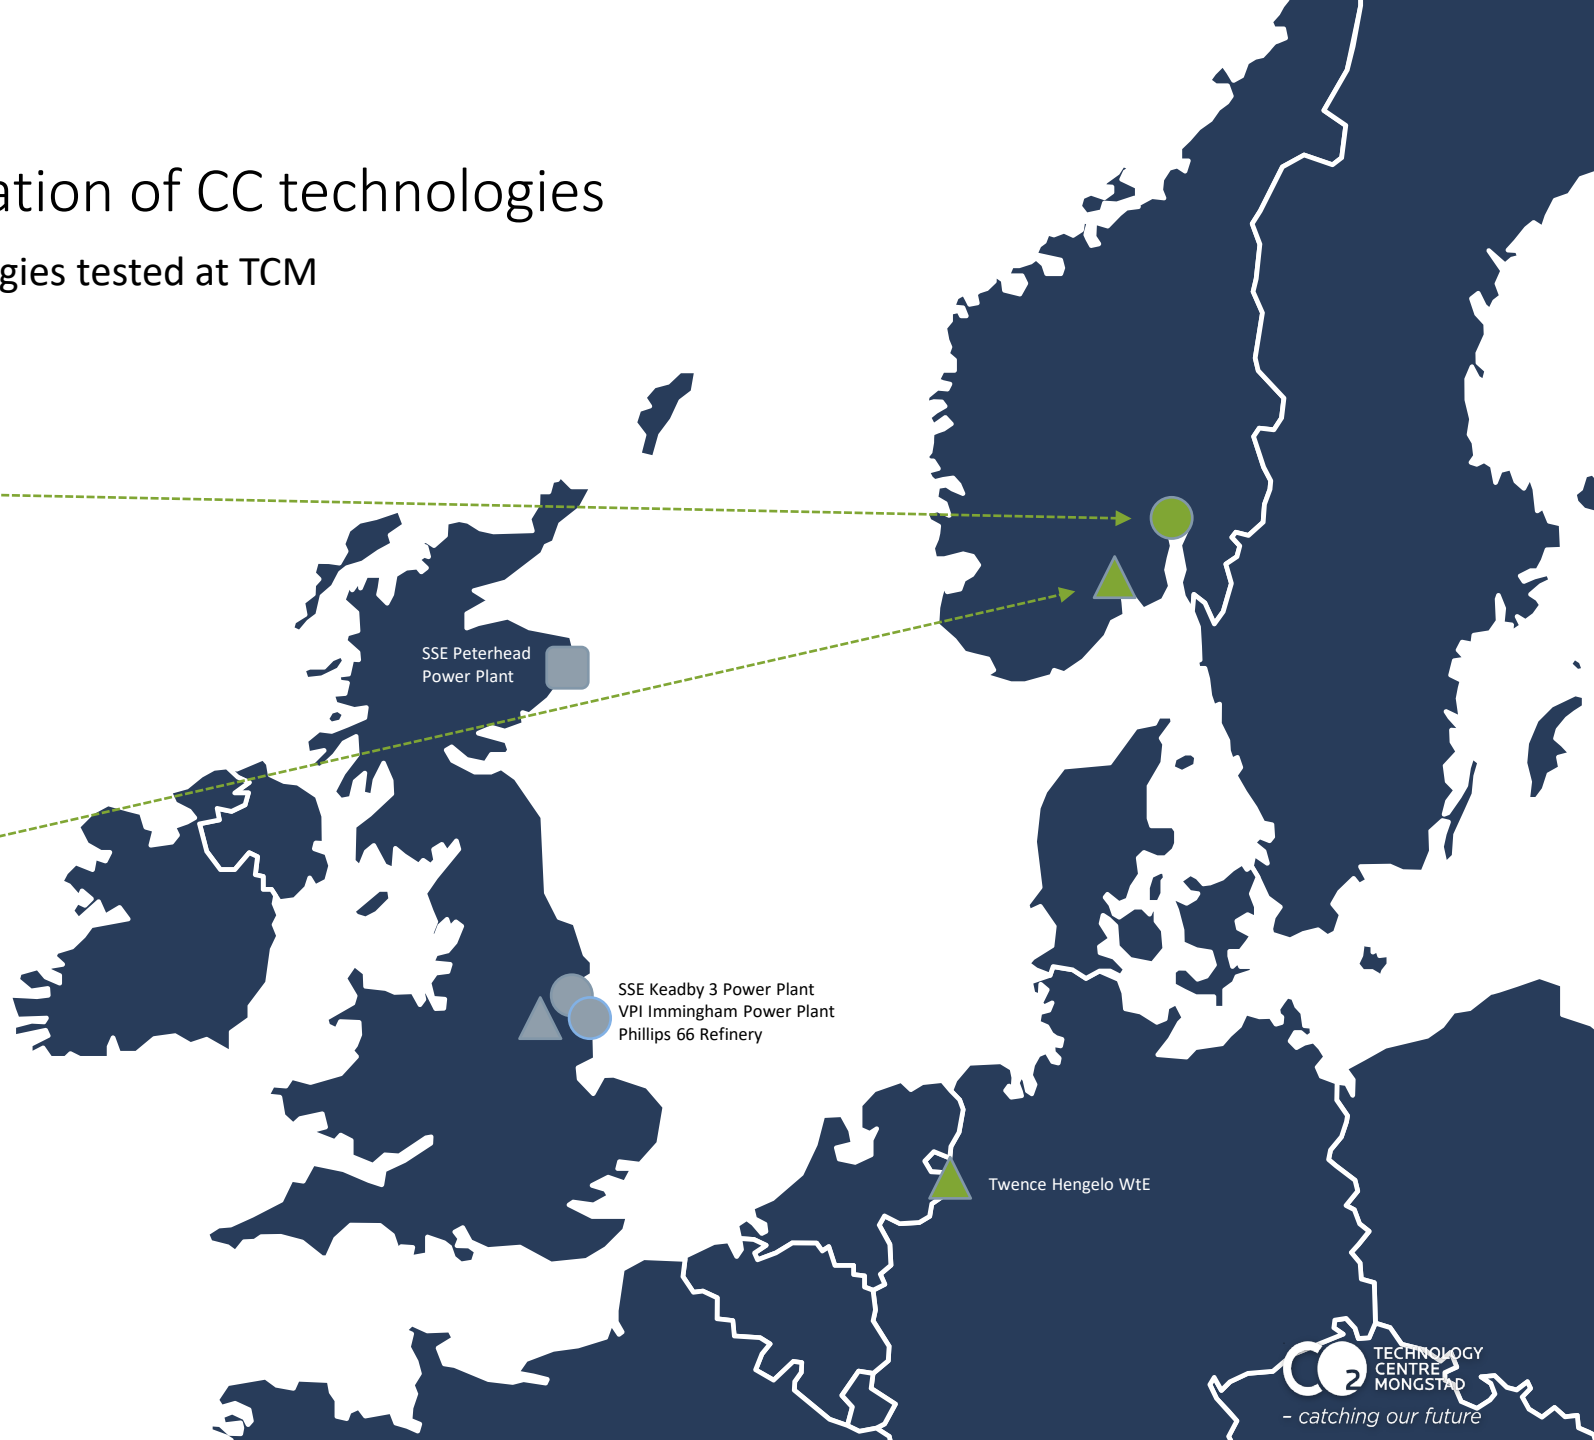 ation of CC technologies
gies tested at TCM
SSE Peterhead
Power Plant
SSE Keadby 3 Power Plant
VPI Immingham Power Plant
Phillips 66 Refinery
Twence Hengelo WtE
CO2
TECHNOLOGY
CENTRE
MONGSTAD
– catching our future